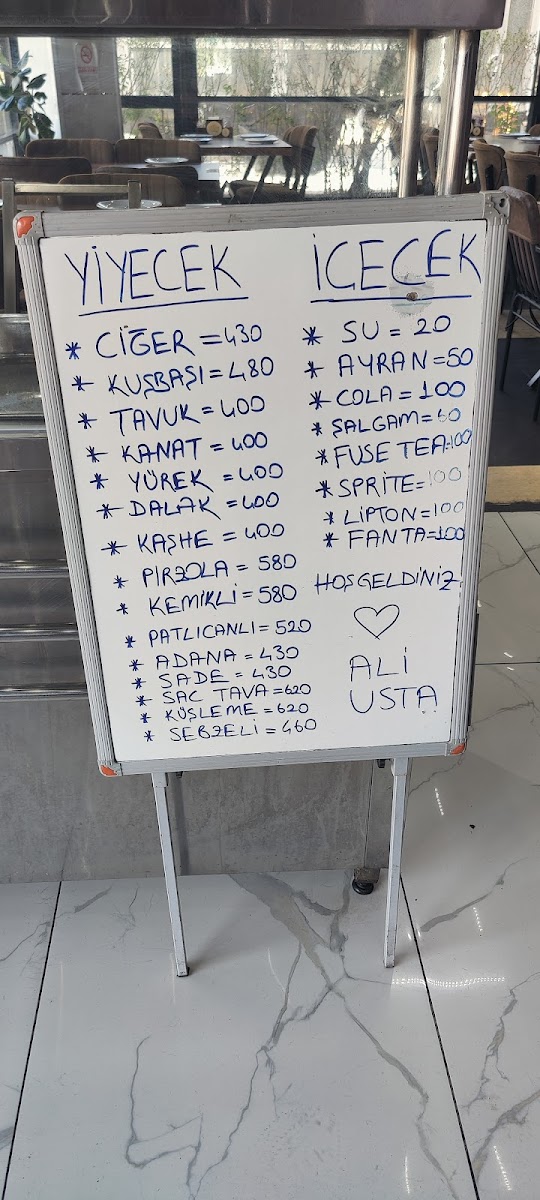 YİYECEK
* CİĞER = 430
* KUŞBAŞI = 480
* TAVUK = 400
* KANAT = 400
* YÜREK = 400
* DALAK = 400
* KAŞHE = 400
* PİRZOLA = 580
* KEMİKLİ = 580
* PATLICANLI = 520
* ADANA = 430
* SADE = 430
* SAC TAVA = 620
* KÜŞLEME = 620
* SEBZELİ = 460
İCECEK
* SU = 20
* AYRAN = 50
* COLA = 100
* ŞALGAM = 60
* FUSE TEA = 100
* SPRİTE = 100
* LİPTON = 100
* FANTA = 100
HOŞGELDİNİZ
ALİ
USTA